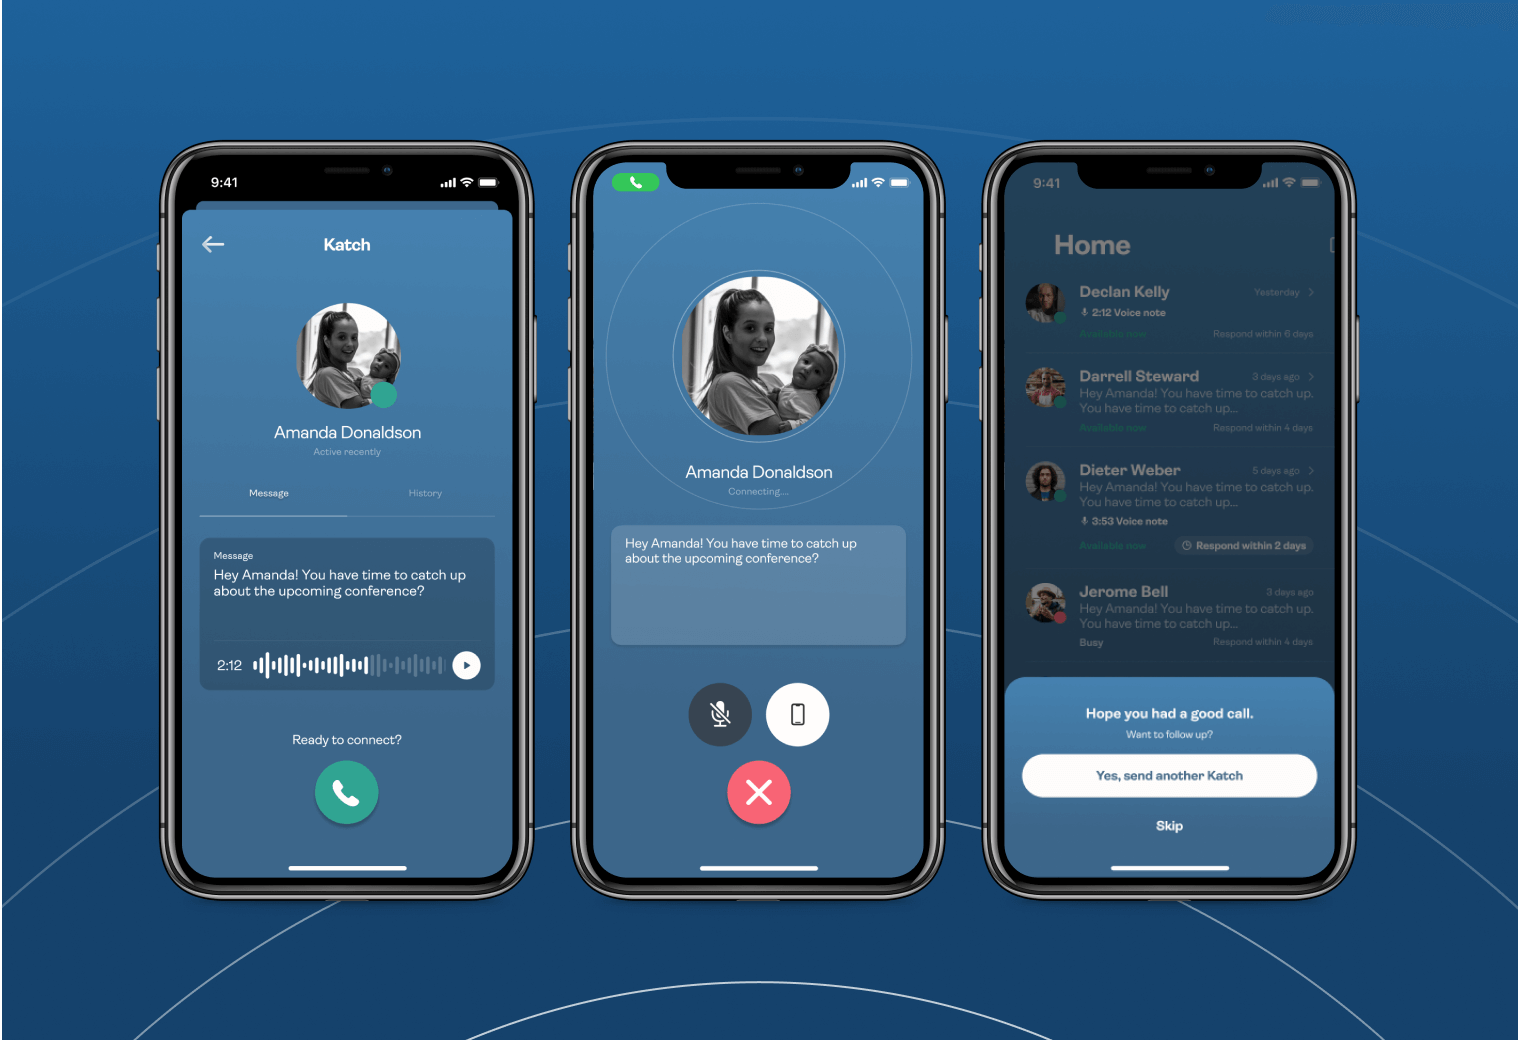 9:41
Katch
Amanda Donaldson
Active recently
Message
History
Message
Hey Amanda! You have time to catch up
about the upcoming conference?
2:12
Ready to connect?
Amanda Donaldson
Connecting...
Hey Amanda! You have time to catch up
about the upcoming conference?
9:41
Home
Declan Kelly
Yesterday
2:12 Voice note
Available now
Respond within 6 days
Darrell Steward
3 days ago
Hey Amanda! You have time to catch up.
You have time to catch up...
Available now
Respond within 4 days
Dieter Weber
5 days ago
Hey Amanda! You have time to catch up.
You have time to catch up...
3:53 Voice note
Available now
Respond within 2 days
Jerome Bell
3 days ago
Hey Amanda! You have time to catch up.
You have time to catch up...
Busy
Respond within 4 days
Hope you had a good call.
Want to follow up?
Yes, send another Katch
Skip